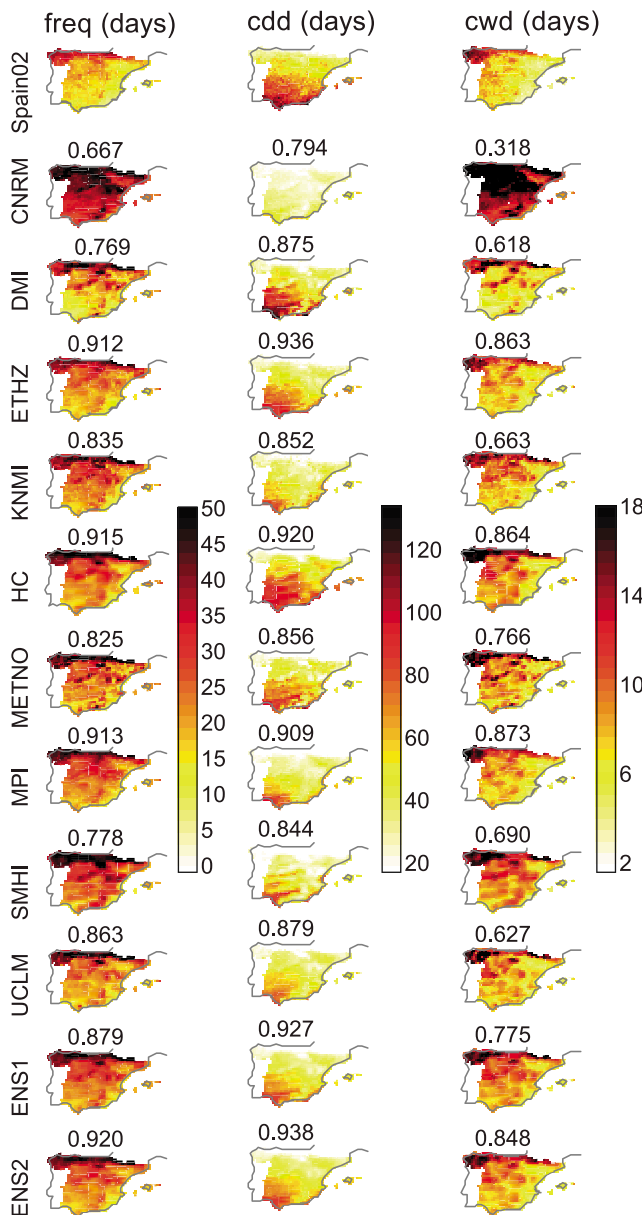 freq (days) cdd (days) cwd (days)
Spain02
CNRM 0.667 0.794 0.318
DMI 0.769 0.875 0.618
ETHZ 0.912 0.936 0.863
KNMI 0.835 0.852 0.663
HC 0.915 0.920 0.864
METNO 0.825 0.856 0.766
MPI 0.913 0.909 0.873
SMHI 0.778 0.844 0.690
UCLM 0.863 0.879 0.627
ENS1 0.879 0.927 0.775
ENS2 0.920 0.938 0.848
50
45
40
35
30
25
20
15
10
5
0
120
100
80
60
40
20
18
14
10
6
2